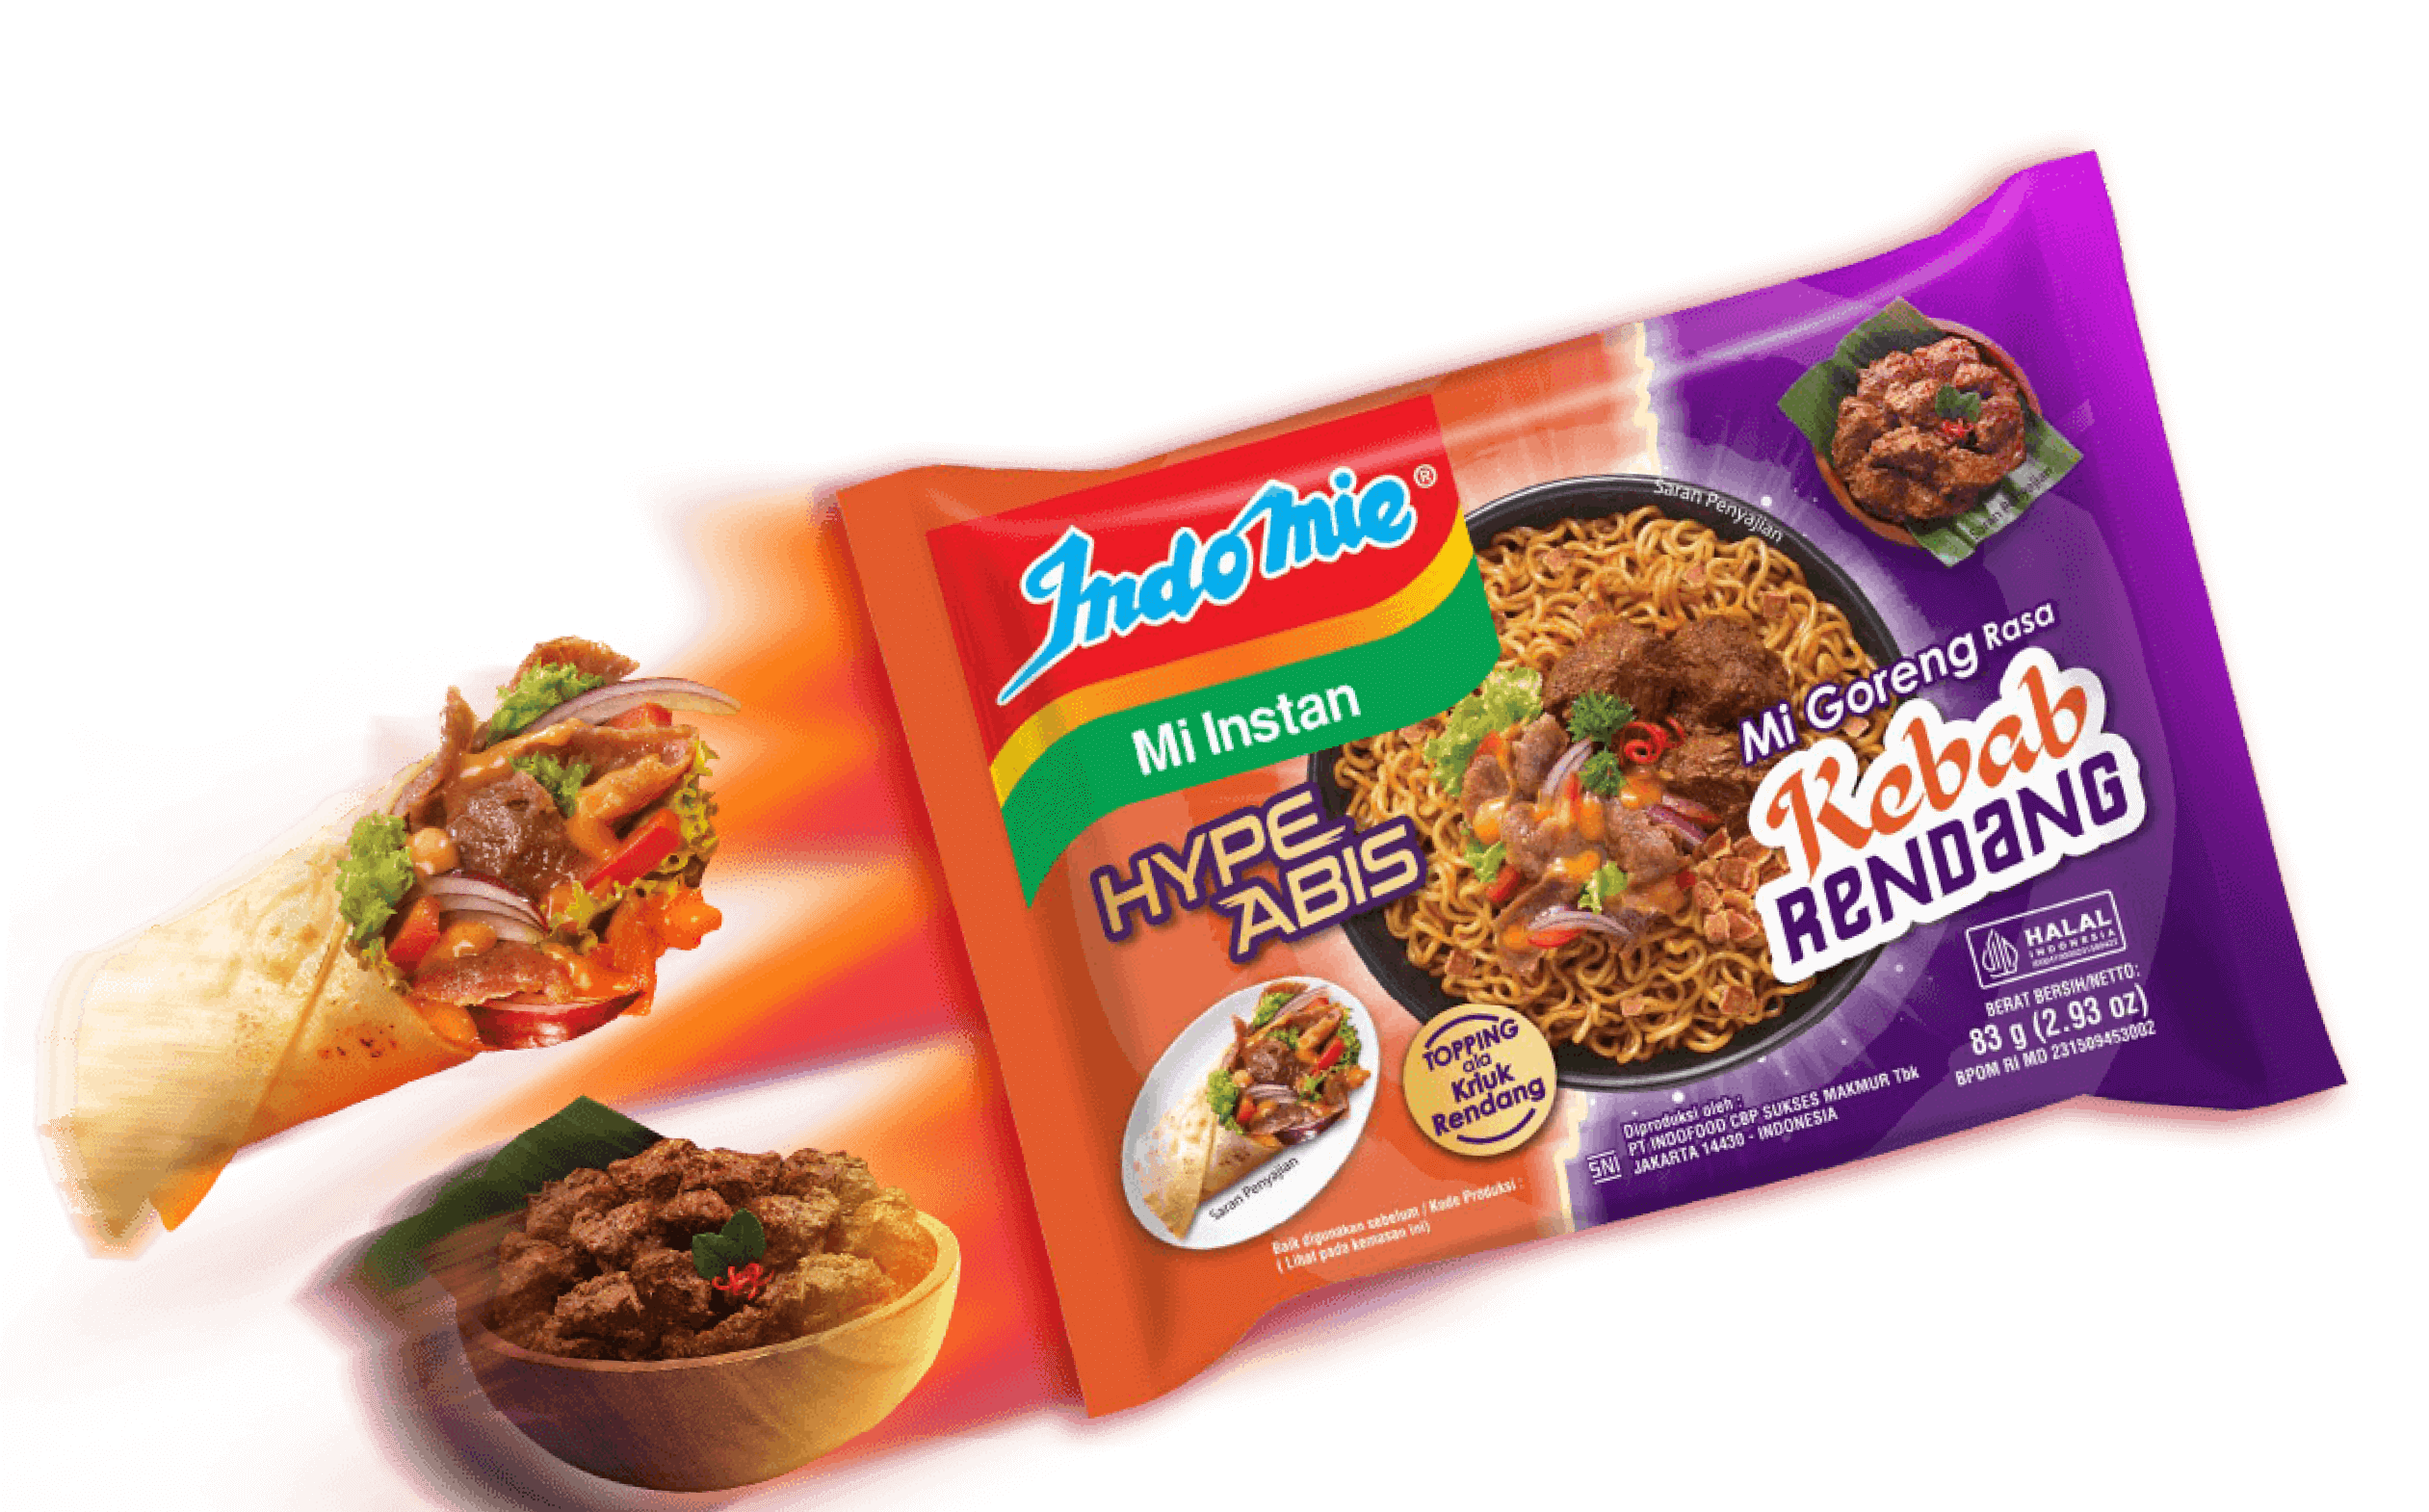 Indomie®
Mi Instan
HYPE
ABIS
Saran Penyajian
Mi Goreng Rasa
Kebab
RENDANG
HALAL
INDONESIA
BERAT BERSIH/NETTO:
83 g (2.93 oz)
BPOM RI MD 231509453002
TOPPING
ala
Kriuk
Rendang
Saran Penyajian
Saran Penyajian
Diproduksi oleh :
PT INDOFOOD CBP SUKSES MAKMUR Tbk
JAKARTA 14430 - INDONESIA
SNI
Baik digunakan sebelum / Kode Produksi :
( Lihat pada kemasan ini)